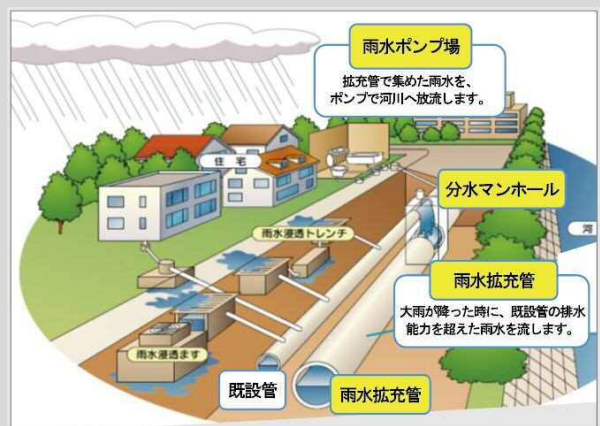 雨水ポンプ場
拡充管で集めた雨水を、
ポンプで河川へ放流します。
住宅
分水マンホール
雨水浸透トレンチ
河
雨水拡充管
大雨が降った時に、既設管の排水
能力を超えた雨水を流します。
雨水浸透ます
既設管
雨水拡充管